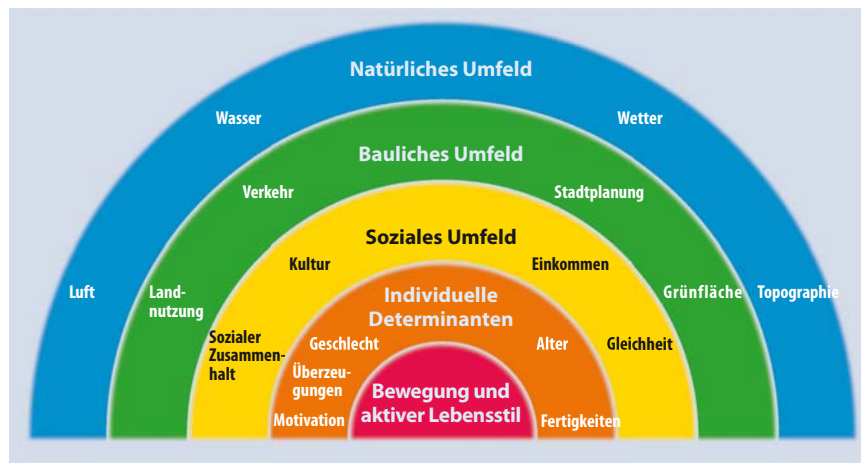 Natürliches Umfeld
Wasser
Wetter
Luft
Topographie
Bauliches Umfeld
Verkehr
Stadtplanung
Land-
nutzung
Grünfläche
Soziales Umfeld
Kultur
Einkommen
Sozialer
Zusammen-
halt
Gleichheit
Individuelle
Determinanten
Geschlecht
Alter
Überzeu-
gungen
Motivation
Fertigkeiten
Bewegung und
aktiver Lebensstil